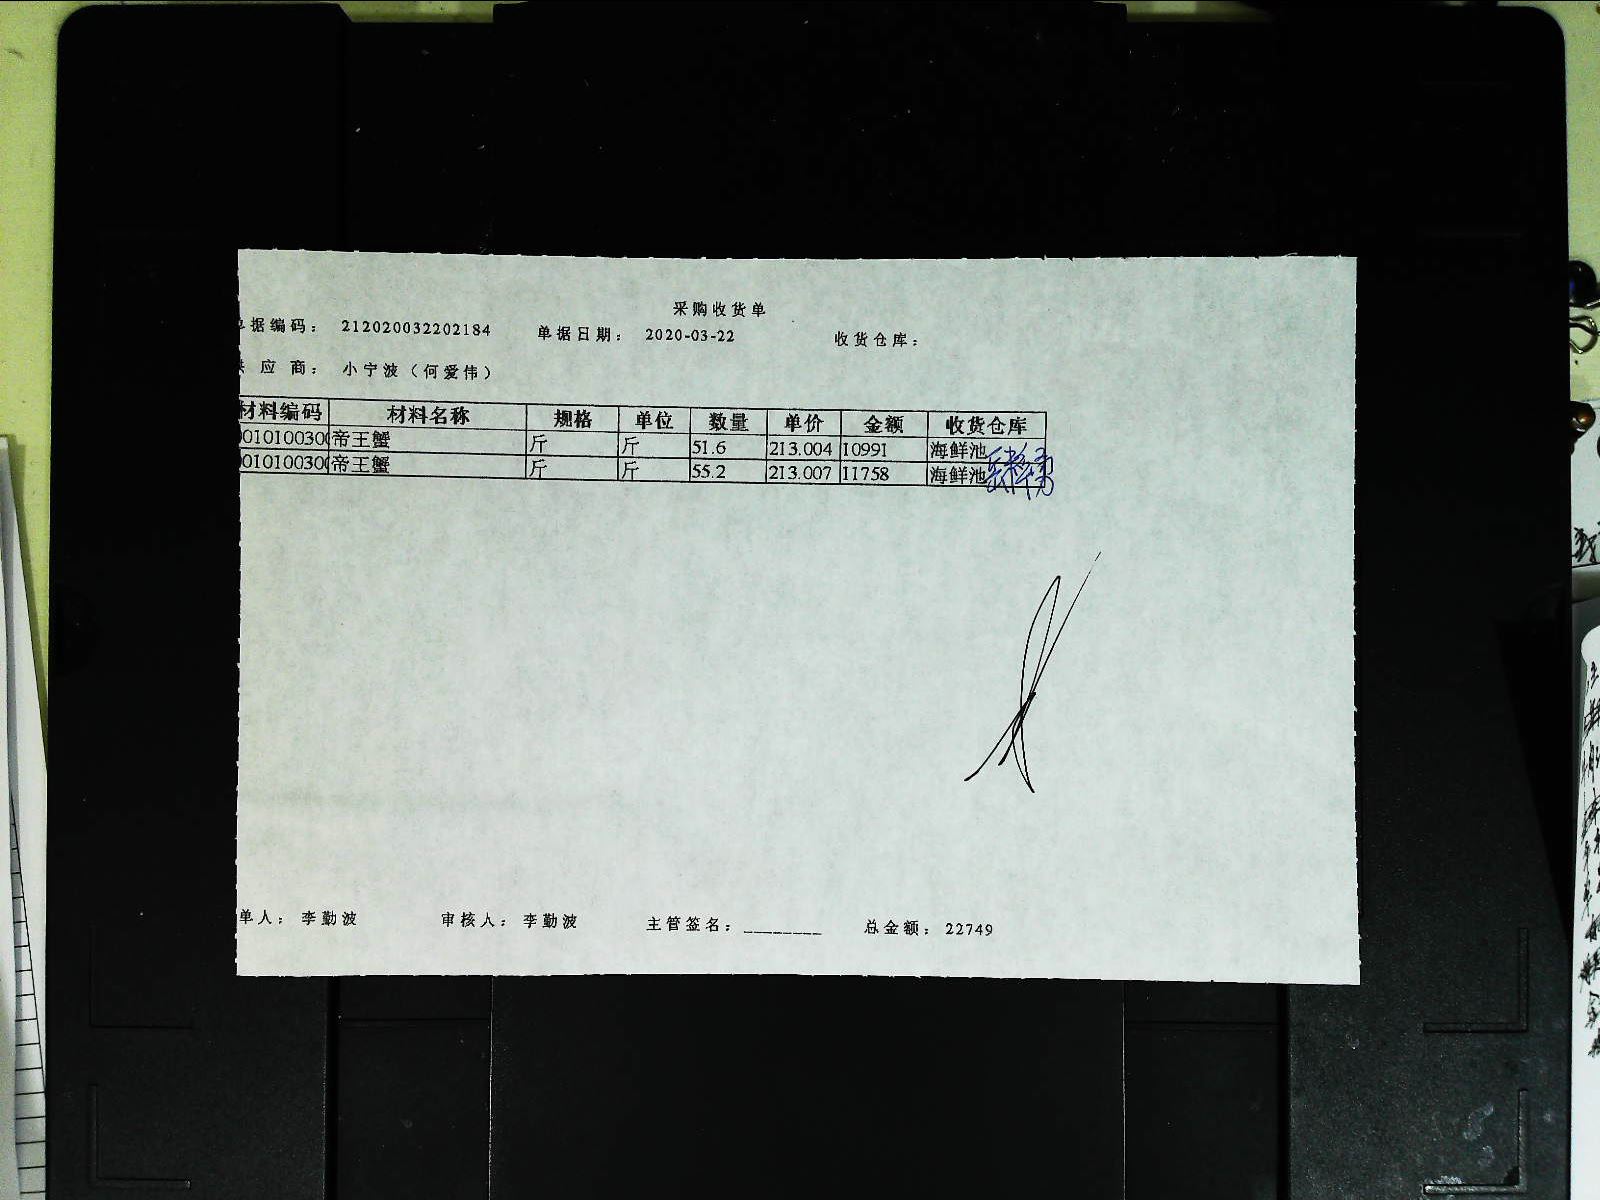 采购收货单
单据编码： 212020032202184 单据日期： 2020-03-22 收货仓库：
供 应 商： 小宁波（何爱伟）
材料编码 材料名称 规格 单位 数量 单价 金额 收货仓库
0101003 帝王蟹 斤 斤 51.6 213.004 10991 海鲜池
0101003 帝王蟹 斤 斤 55.2 213.007 11758 海鲜池
单人： 李勤波 审核人： 李勤波 主管签名：________ 总金额： 22749